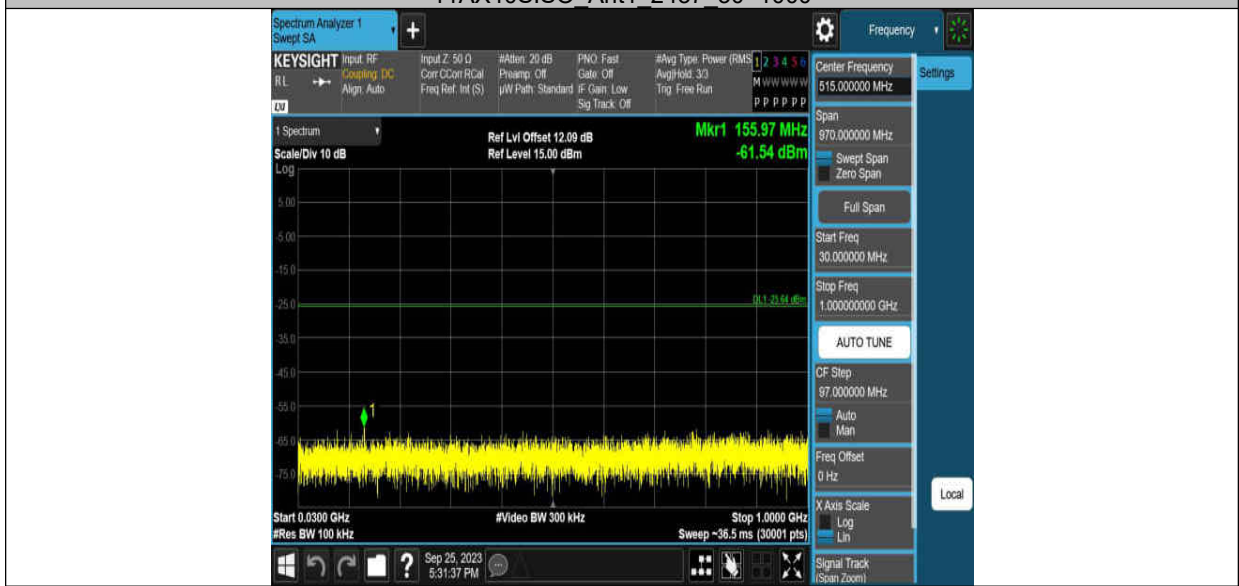 Spectrum Analyzer 1
Swept SA
+
Frequency
KEYSIGHT
RL
LXI
Input: RF
Coupling: DC
Align: Auto
Input Z: 50 Ω
Corr CCorr RCal
Freq Ref: Int (S)
#Atten: 20 dB
Preamp: Off
µW Path: Standard
PNO: Fast
Gate: Off
IF Gain: Low
Sig Track: Off
#Avg Type: Power (RMS
Avg|Hold: 3/3
Trig: Free Run
1 2 3 4 5 6
M W W W W W
P P P P P P
1 Spectrum
Scale/Div 10 dB
Log
Ref Lvl Offset 12.09 dB
Ref Level 15.00 dBm
Mkr1 155.97 MHz
-61.54 dBm
5.00
-5.00
-15.0
-25.0
-35.0
-45.0
-55.0
-65.0
-75.0
1
Start 0.0300 GHz
#Res BW 100 kHz
#Video BW 300 kHz
Stop 1.0000 GHz
Sweep ~36.5 ms (30001 pts)
Center Frequency
515.000000 MHz
Settings
Span
970.000000 MHz
Swept Span
Zero Span
Full Span
Start Freq
30.000000 MHz
Stop Freq
1.000000000 GHz
AUTO TUNE
CF Step
97.000000 MHz
Auto
Man
Freq Offset
0 Hz
X Axis Scale
Log
Lin
Local
Signal Track
(Span Zoom)
?
Sep 25, 2023
5:31:37 PM